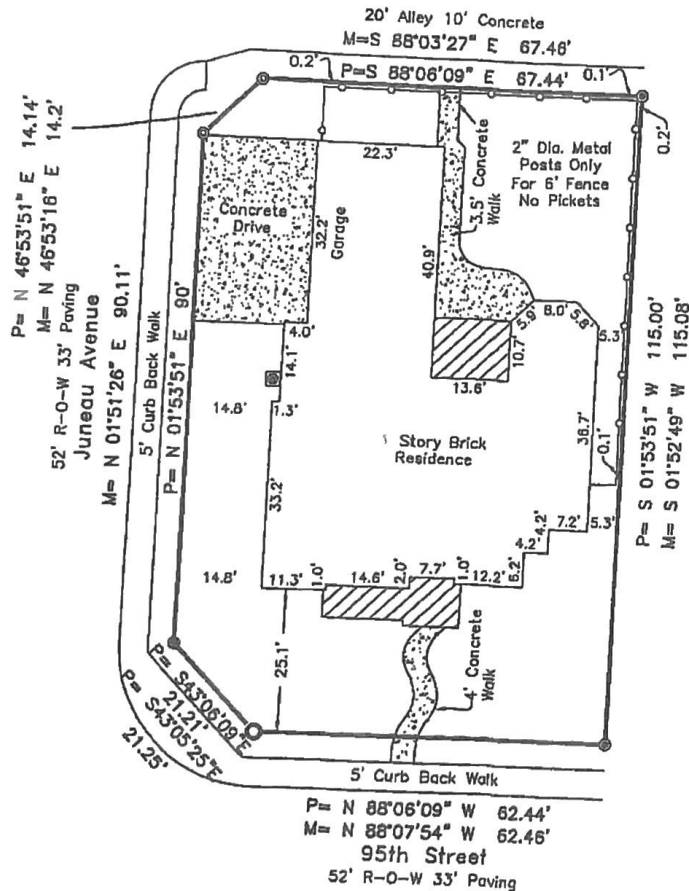 20' Alley 10' Concrete
M=S 88°03'27" E 67.46'
P=S 88°06'09" E 67.44'
0.2'
0.1'
0.2'
P= N 46°53'51" E 14.14'
M= N 46°53'16" E 14.2'
22.3'
3.5' Concrete
Walk
2" Dia. Metal
Posts Only
For 6' Fence
No Pickets
Concrete
Drive
32.2'
Garage
40.9'
52' R-O-W 33' Paving
Juneau Avenue
M= N 01°51'26" E 90.11'
5' Curb Back Walk
P= N 01°53'51" E 90'
4.0'
14.1'
14.8'
1.3'
5.9'
8.0'
5.8'
5.3'
10.7'
13.6'
36.7'
0.1'
Story Brick
Residence
P= S 01°53'51" W 115.00'
M= S 01°52'49" W 115.08'
33.2'
14.8'
11.3'
1.0'
14.6'
2.0'
7.7'
1.0'
12.2'
6.2'
4.2'
4.2'
7.2'
5.3'
25.1'
4' Concrete
Walk
P= S43°06'09"E
21.21'
P= S43°05'25"E
21.25'
5' Curb Back Walk
P= N 88°06'09" W 62.44'
M= N 88°07'54" W 62.46'
95th Street
52' R-O-W 33' Paving